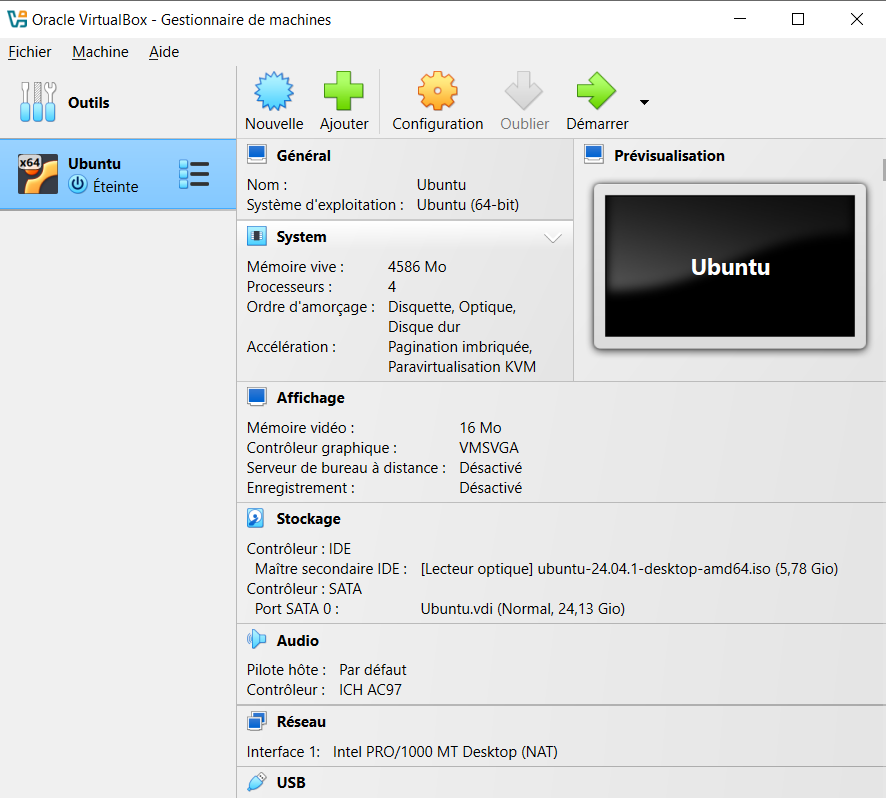 Oracle VirtualBox - Gestionnaire de machines
Fichier Machine Aide
Outils
Nouvelle Ajouter Configuration Oublier Démarrer
x64
Ubuntu
Éteinte
Général
Nom : Ubuntu
Système d'exploitation : Ubuntu (64-bit)
Prévisualisation
Ubuntu
System
Mémoire vive : 4586 Mo
Processeurs : 4
Ordre d'amorçage : Disquette, Optique,
Disque dur
Accélération : Pagination imbriquée,
Paravirtualisation KVM
Affichage
Mémoire vidéo : 16 Mo
Contrôleur graphique : VMSVGA
Serveur de bureau à distance : Désactivé
Enregistrement : Désactivé
Stockage
Contrôleur : IDE
Maître secondaire IDE : [Lecteur optique] ubuntu-24.04.1-desktop-amd64.iso (5,78 Gio)
Contrôleur : SATA
Port SATA 0 : Ubuntu.vdi (Normal, 24,13 Gio)
Audio
Pilote hôte : Par défaut
Contrôleur : ICH AC97
Réseau
Interface 1: Intel PRO/1000 MT Desktop (NAT)
USB